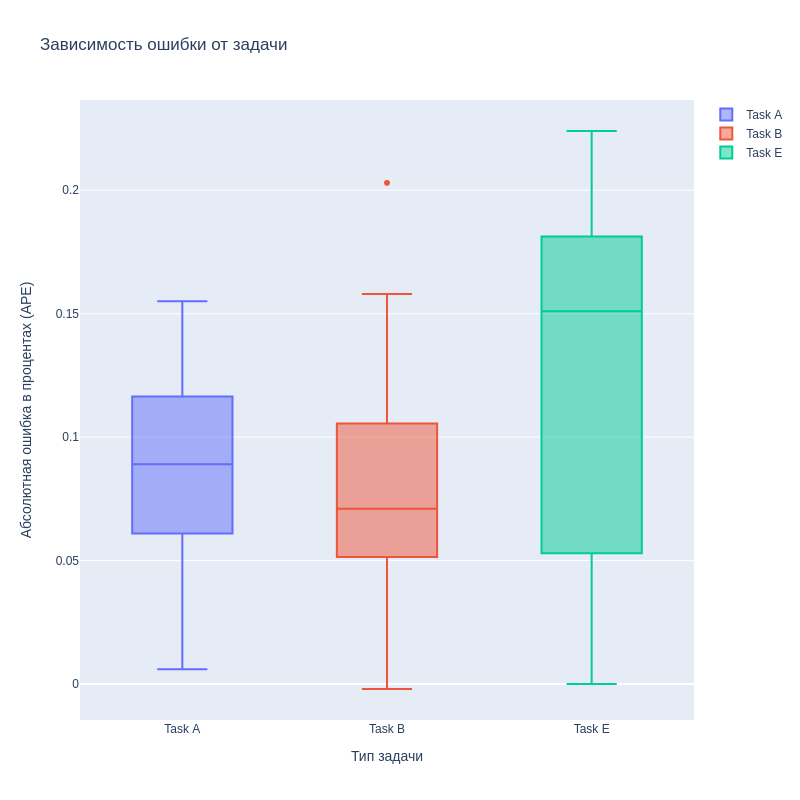 Зависимость ошибки от задачи
Task A
Task B
Task E
Абсолютная ошибка в процентах (APE)
0.2
0.15
0.1
0.05
0
Task A
Task B
Task E
Тип задачи